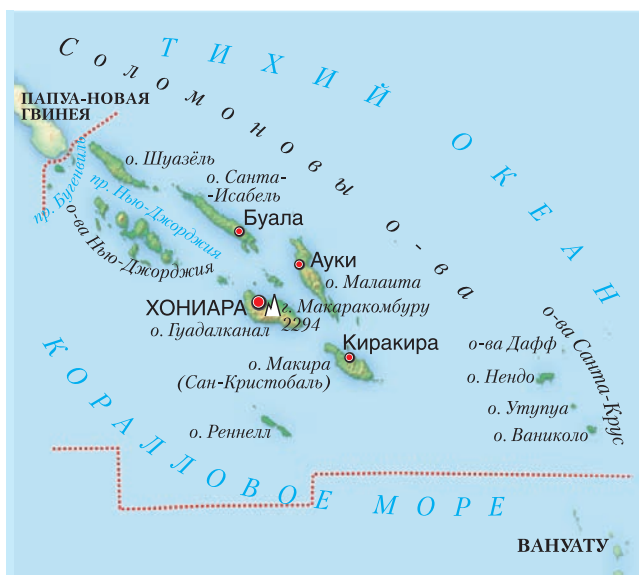 ТИХИЙ ОКЕАН
Соломоновы о-ва
ПАПУА-НОВАЯ
ГВИНЕЯ
о. Шуазёль
о. Санта-
-Исабель
пр. Бугенвиль
пр. Нью-Джорджия
о-ва Нью-Джорджия
Буала
Ауки
о. Малаита
ХОНИАРА
г. Макаракомбуру
2294
о. Гуадалканал
Киракира
о. Макира
(Сан-Кристобаль)
о-ва Санта-Крус
о-ва Дафф
о. Нендо
о. Утупуа
о. Ваниколо
о. Реннелл
КОРАЛЛОВОЕ МОРЕ
ВАНУАТУ